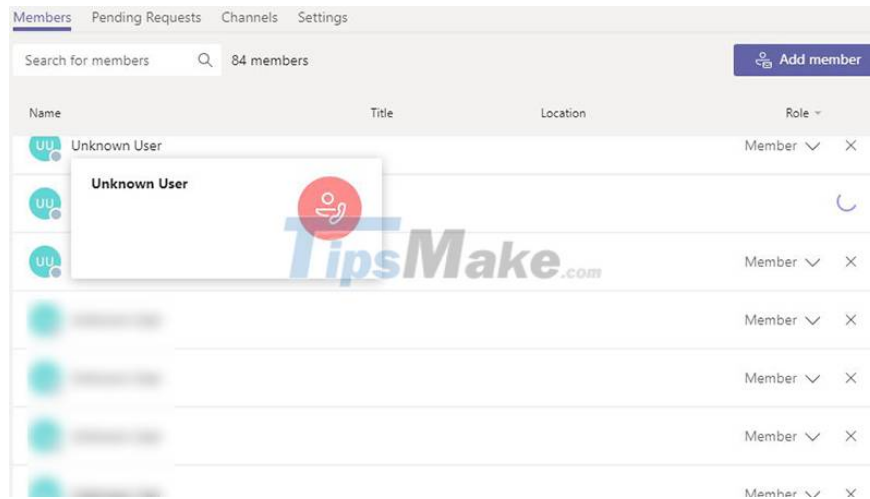 Members Pending Requests Channels Settings
Search for members 84 members Add member
Name Title Location Role
UU Unknown User Member
Unknown User
UU
TipsMake.com
UU Member
Member
Member
Member
Member